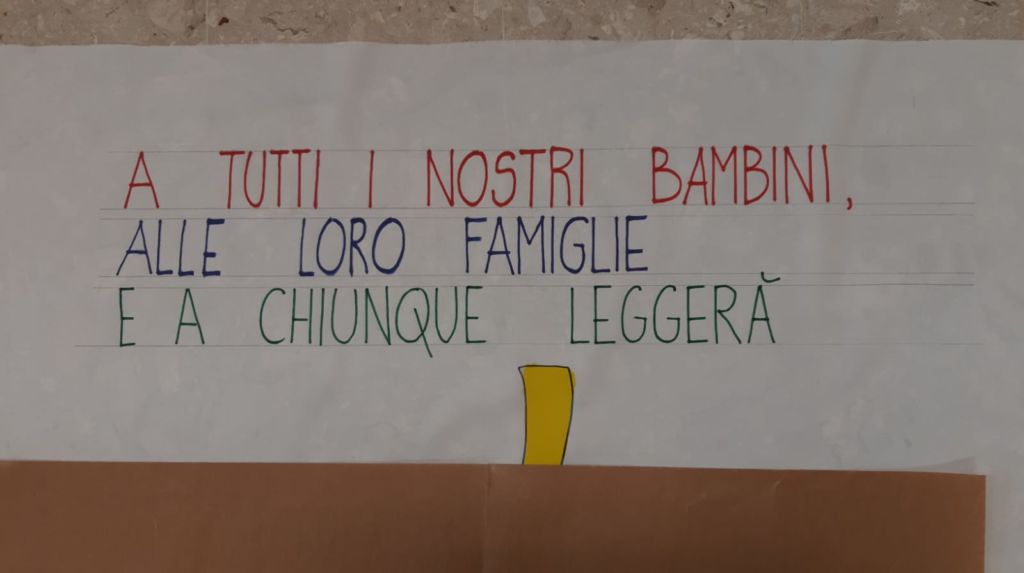 A TUTTI I NOSTRI BAMBINI,
ALLE LORO FAMIGLIE
E A CHIUNQUE LEGGERÀ